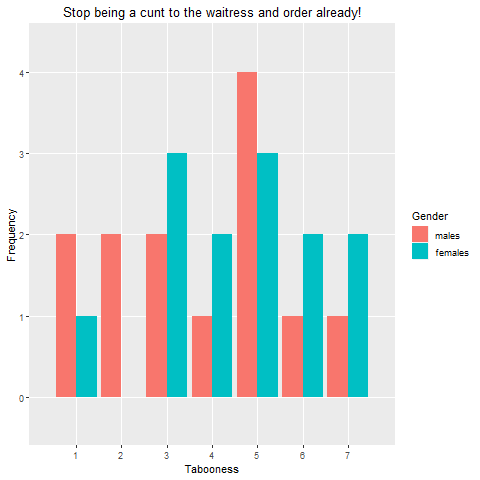 Stop being a cunt to the waitress and order already!
Frequency
4
3
2
1
0
1 2 3 4 5 6 7
Tabooness
Gender
males
females